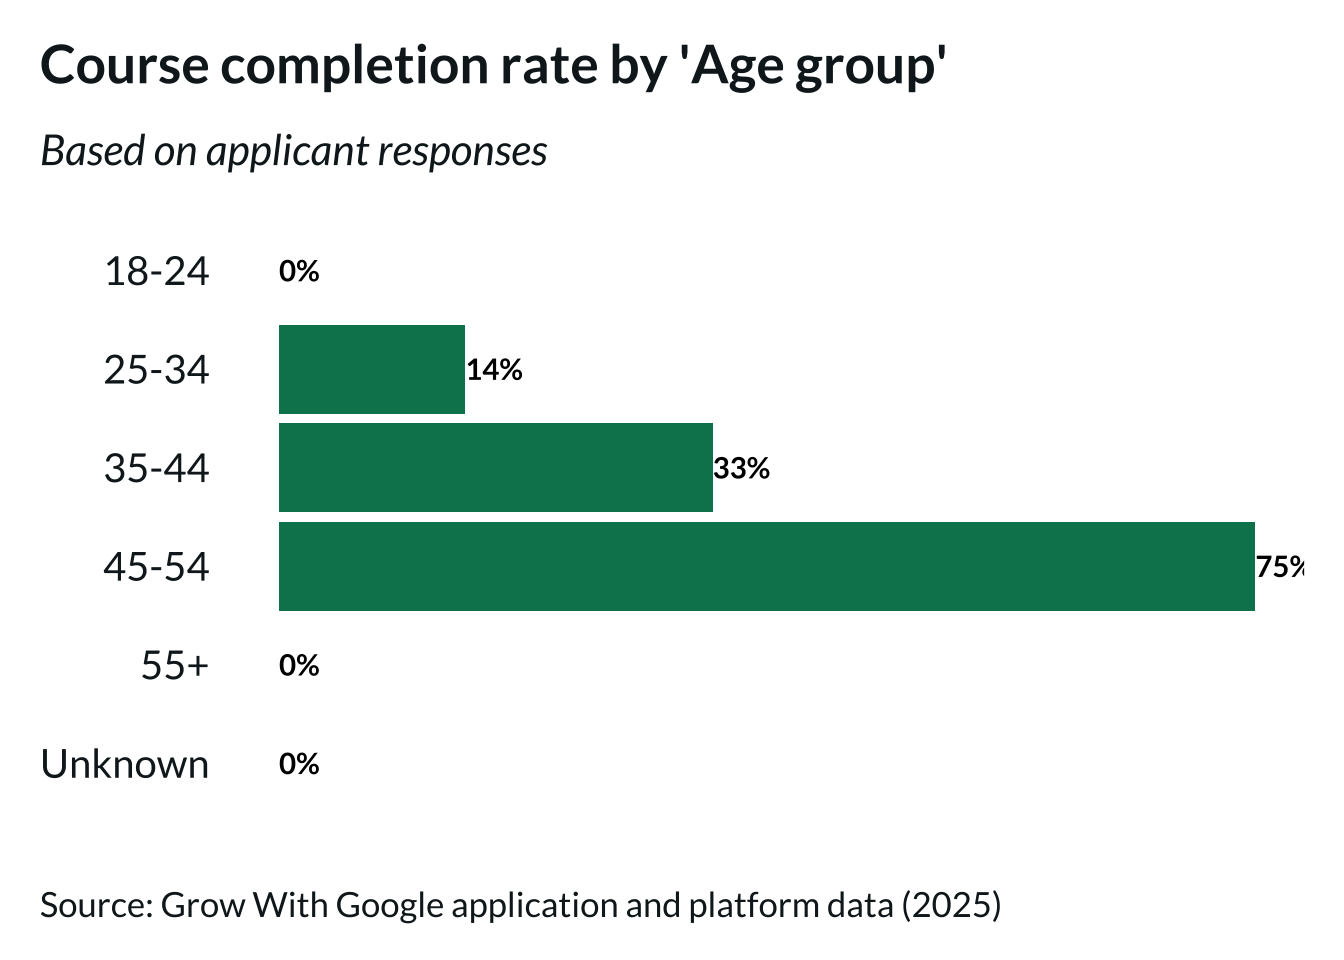 Course completion rate by 'Age group'
Based on applicant responses
18-24 0%
25-34 14%
35-44 33%
45-54 75%
55+ 0%
Unknown 0%
Source: Grow With Google application and platform data (2025)